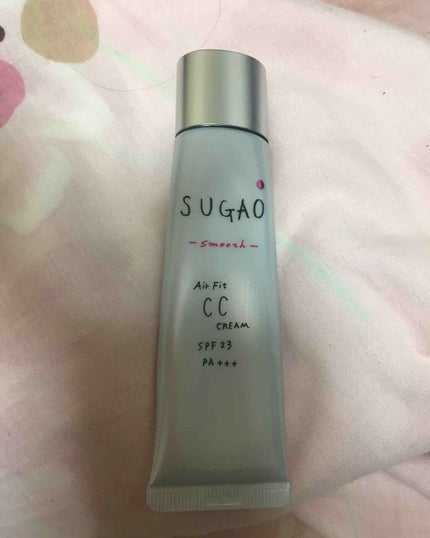 SUGAO
- smooth -
Air Fit
CC
CREAM
SPF 23
PA +++